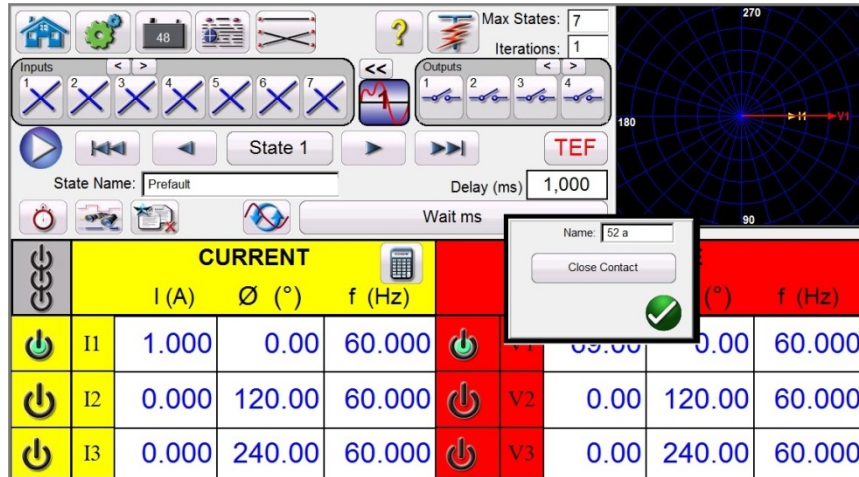 48
?
Max States: 7
Iterations: 1
Inputs < >
<<
Outputs < >
1 2 3 4 5 6 7
1
1 2 3 4
270
180
I1
V1
90
State 1
TEF
State Name: Prefault
Delay (ms) 1,000
Wait ms
Name: 52 a
Close Contact
CURRENT
I (A) Ø (°) f (Hz)
(°) f (Hz)
I1 1.000 0.00 60.000
0.00 60.000
I2 0.000 120.00 60.000 V2 0.00 120.00 60.000
I3 0.000 240.00 60.000 V3 0.00 240.00 60.000